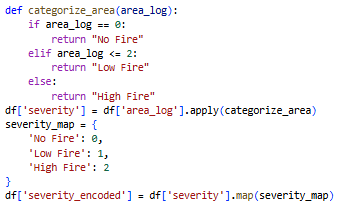 def categorize_area(area_log):
    if area_log == 0:
        return "No Fire"
    elif area_log <= 2:
        return "Low Fire"
    else:
        return "High Fire"
df['severity'] = df['area_log'].apply(categorize_area)
severity_map = {
    'No Fire': 0,
    'Low Fire': 1,
    'High Fire': 2
}
df['severity_encoded'] = df['severity'].map(severity_map)